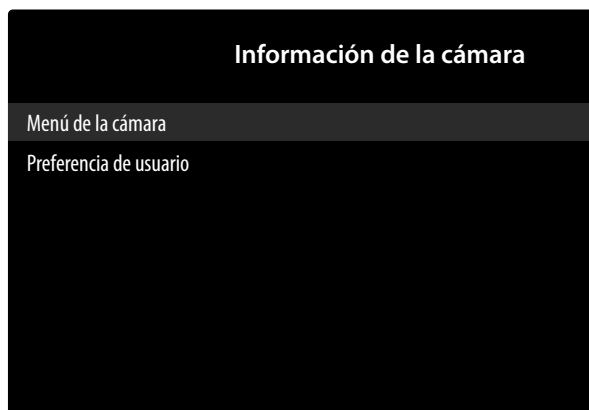 Información de la cámara
Menú de la cámara
Preferencia de usuario